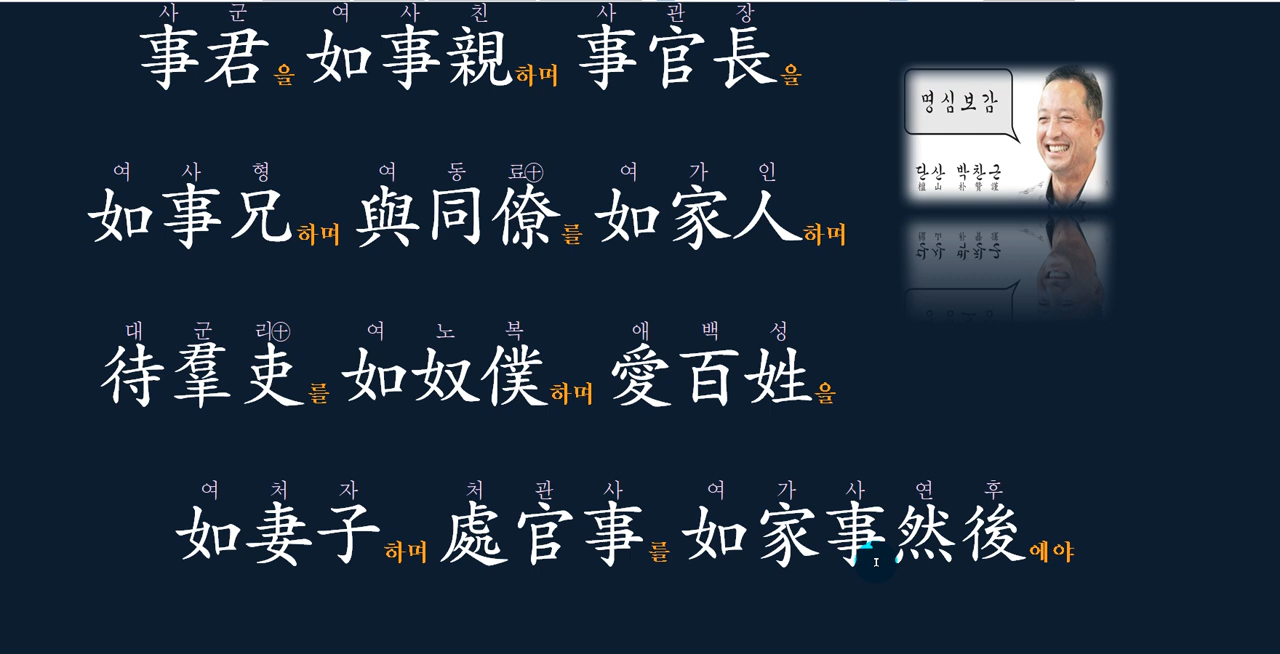 사 군 여 사 친 사 관 장
事君을 如事親하며 事官長을
여 사 형 여 동 료㊉ 여 가 인
如事兄하며 與同僚를 如家人하며
대 군 리㊉ 여 노 복 애 백 성
待羣吏를 如奴僕하며 愛百姓을
여 처 자 처 관 사 여 가 사 연 후
如妻子하며 處官事를 如家事然後에야
명심보감
단산 박찬근
檀山 朴贊謹